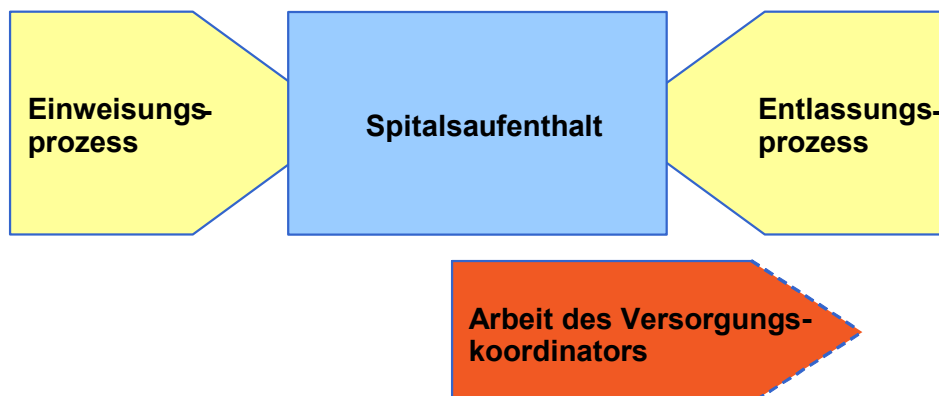 Einweisungs-
prozess
Spitalsaufenthalt
Entlassungs-
prozess
Arbeit des Versorgungs-
koordinators